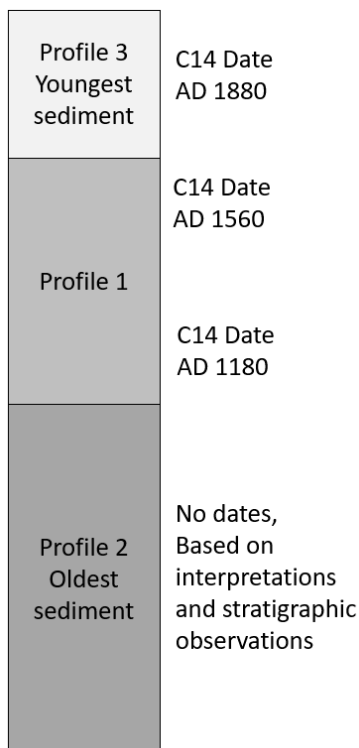 Profile 3
Youngest
sediment
C14 Date
AD 1880
C14 Date
AD 1560
Profile 1
C14 Date
AD 1180
Profile 2
Oldest
sediment
No dates,
Based on
interpretations
and stratigraphic
observations